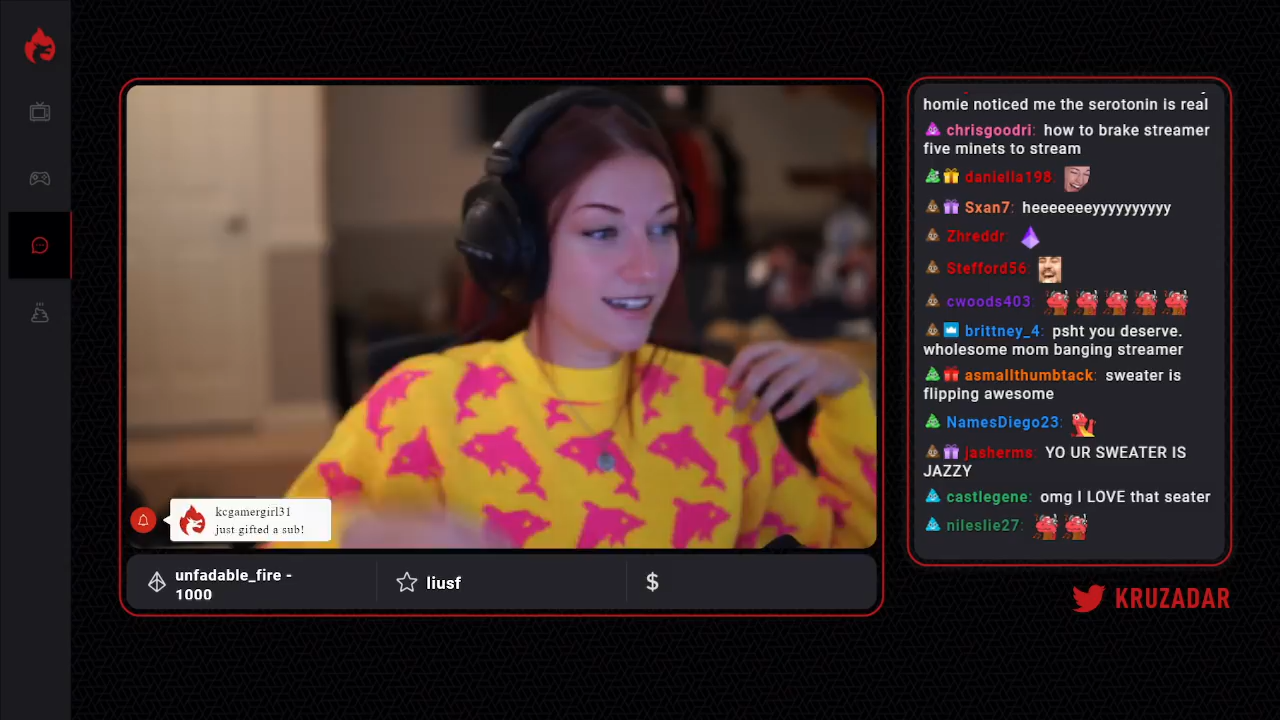 homie noticed me the serotonin is real
chrisgoodri: how to brake streamer
five minets to stream
daniella198:
Sxan7: heeeeeeeyyyyyyyyyy
Zhreddr:
Stefford56:
cwoods403:
brittney_4: psht you deserve.
wholesome mom banging streamer
asmallthumbtack: sweater is
flipping awesome
NamesDiego23:
jasherms: YO UR SWEATER IS
JAZZY
castlegene: omg I LOVE that seater
nileslie27:
kcgamergirl31
just gifted a sub!
unfadable_fire -
1000
liusf
$
KRUZADAR